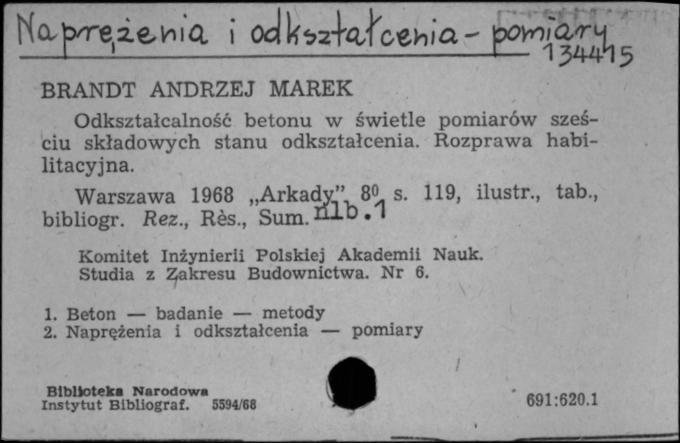 Naprężenia i odkształcenia - pomiary
134415
BRANDT ANDRZEJ MAREK
Odkształcalność betonu w świetle pomiarów sześ-
ciu składowych stanu odkształcenia. Rozprawa habi-
litacyjna.
Warszawa 1968 „Arkady” 8⁰ s. 119, ilustr., tab.,
bibliogr. Rez., Rès., Sum. nlb.1
Komitet Inżynierii Polskiej Akademii Nauk.
Studia z Zakresu Budownictwa. Nr 6.
1. Beton — badanie — metody
2. Naprężenia i odkształcenia — pomiary
Biblioteka Narodowa
Instytut Bibliograf. 5594/68
691:620.1